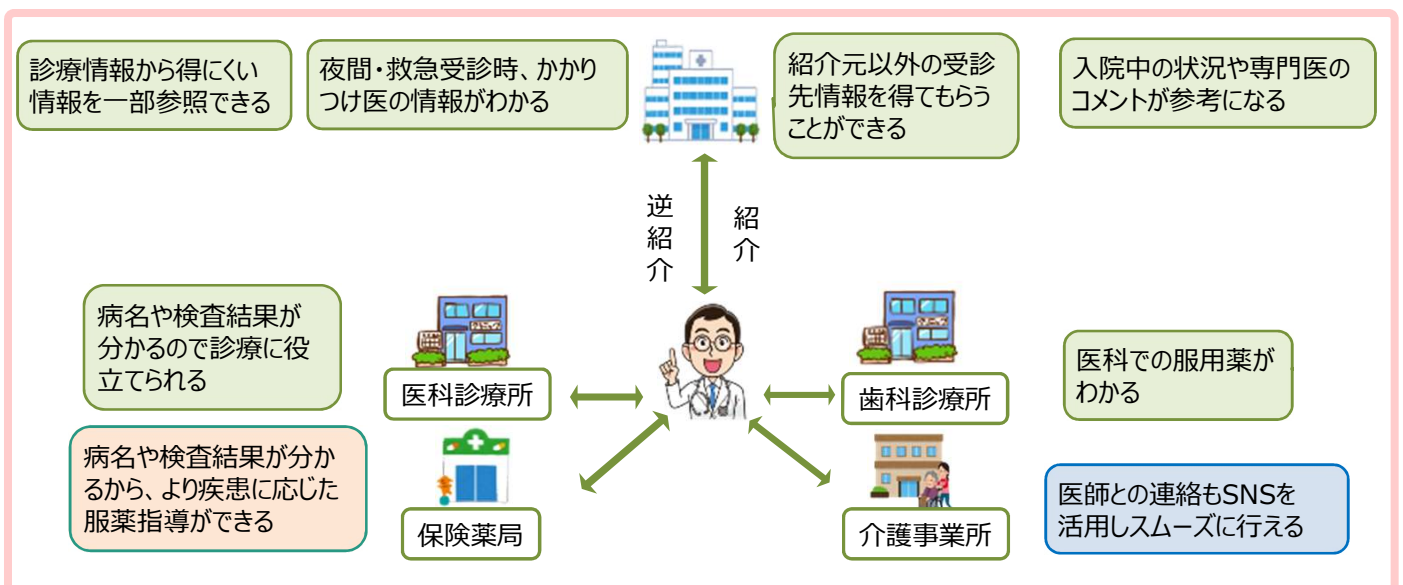 診療情報から得にくい
情報を一部参照できる
夜間・救急受診時、かかり
つけ医の情報がわかる
紹介元以外の受診
先情報を得てもらう
ことができる
入院中の状況や専門医の
コメントが参考になる
逆紹介
紹介
病名や検査結果が
分かるので診療に役
立てられる
医科診療所
歯科診療所
医科での服用薬が
わかる
病名や検査結果が分か
るから、より疾患に応じた
服薬指導ができる
保険薬局
介護事業所
医師との連絡もSNSを
活用しスムーズに行える